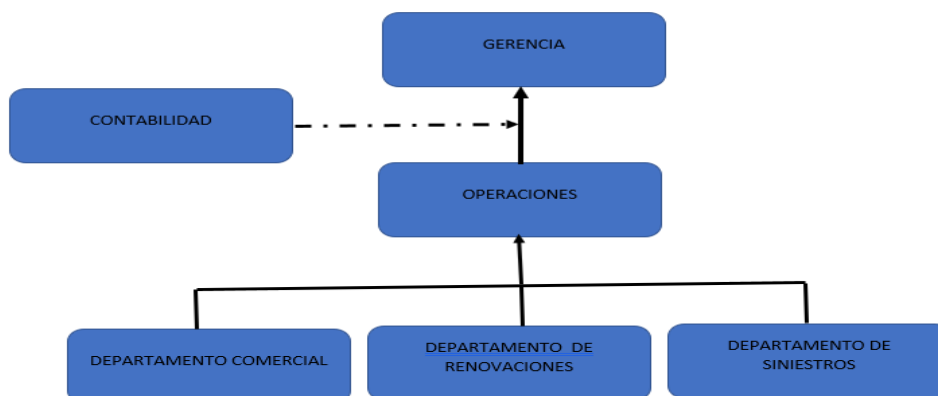 GERENCIA
CONTABILIDAD
OPERACIONES
DEPARTAMENTO COMERCIAL
DEPARTAMENTO DE
RENOVACIONES
DEPARTAMENTO DE
SINIESTROS